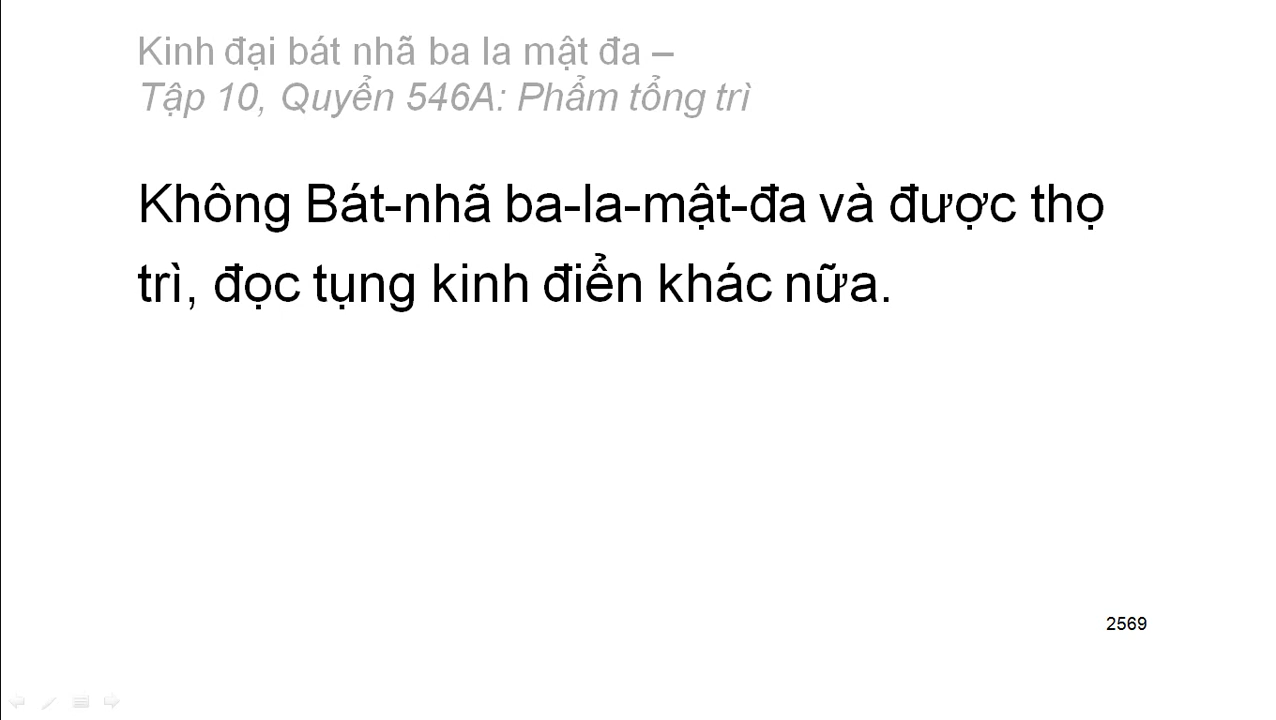 Kinh đại bát nhã ba la mật đa –
Tập 10, Quyển 546A: Phẩm tổng trì
Không Bát-nhã ba-la-mật-đa và được thọ
trì, đọc tụng kinh điển khác nữa.
2569